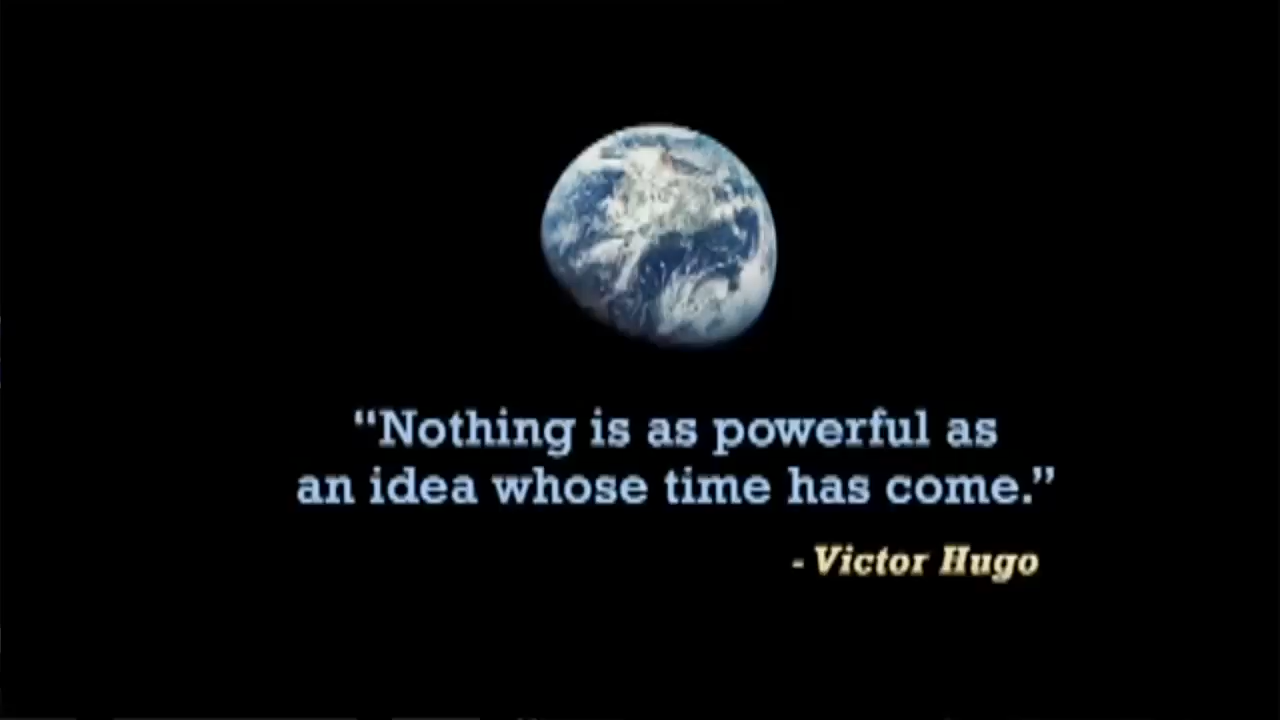 “Nothing is as powerful as
an idea whose time has come.”
- Victor Hugo